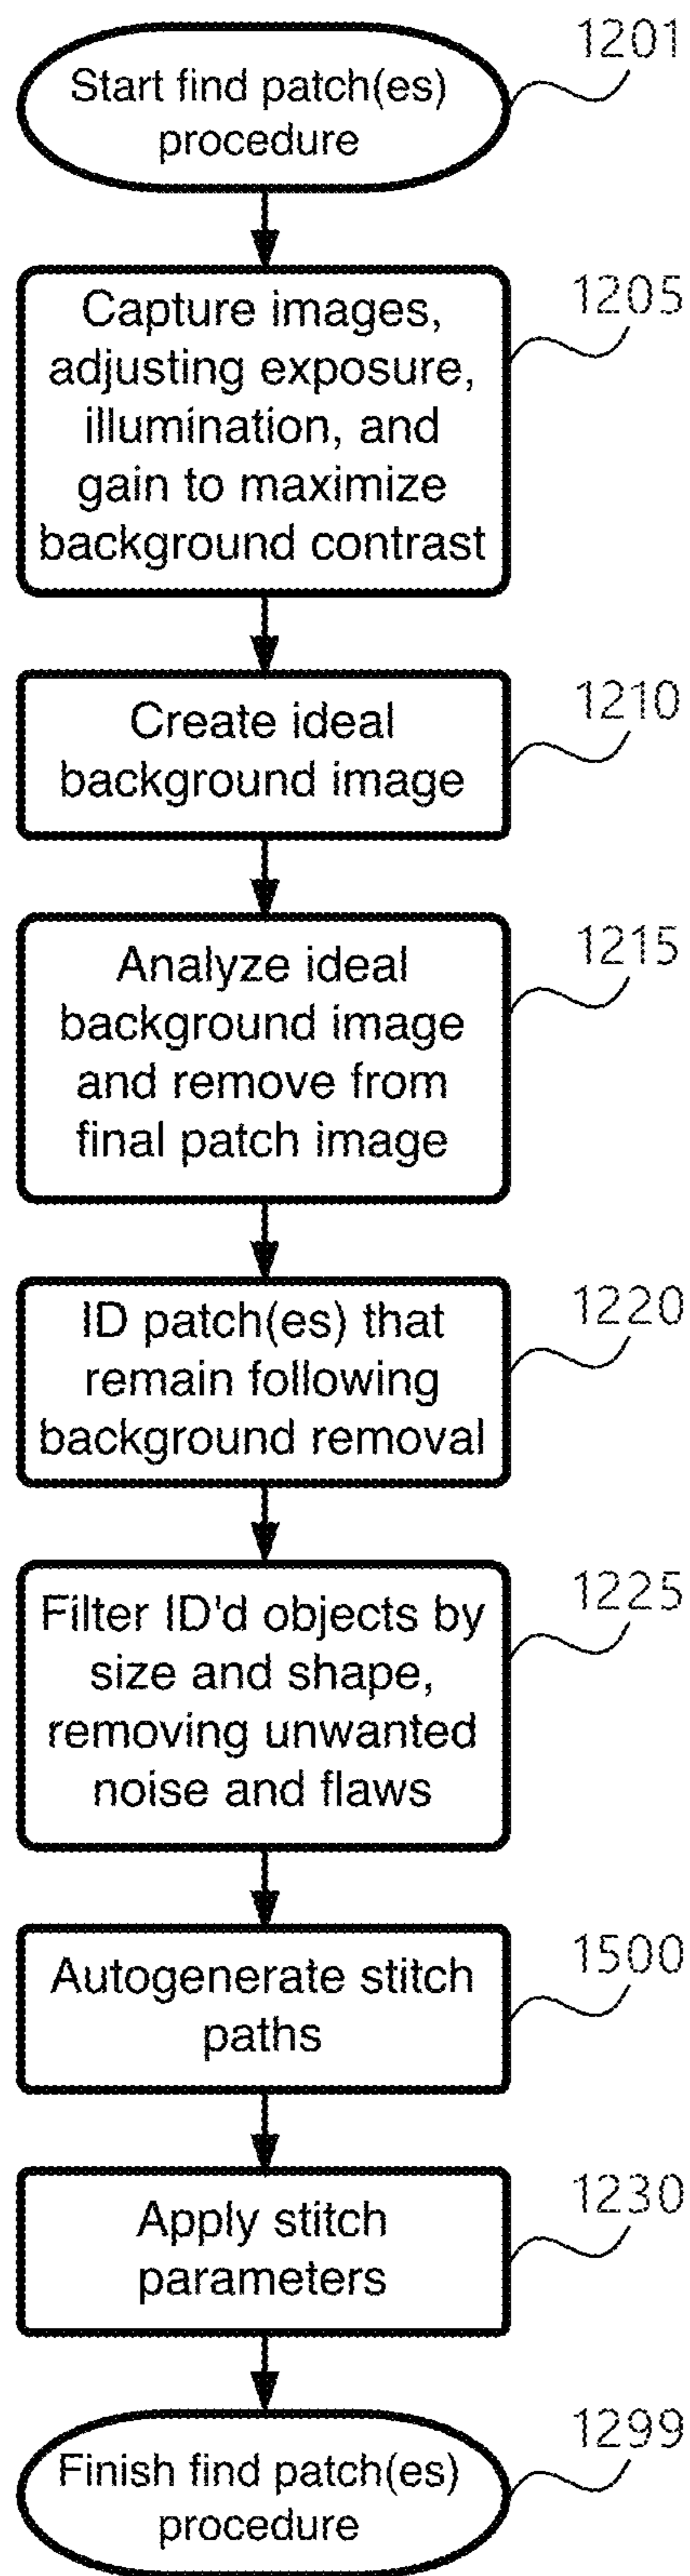 1201
Start find patch(es)
procedure
1205
Capture images,
adjusting exposure,
illumination, and
gain to maximize
background contrast
1210
Create ideal
background image
1215
Analyze ideal
background image
and remove from
final patch image
1220
ID patch(es) that
remain following
background removal
1225
Filter ID'd objects by
size and shape,
removing unwanted
noise and flaws
1500
Autogenerate stitch
paths
1230
Apply stitch
parameters
1299
Finish find patch(es)
procedure